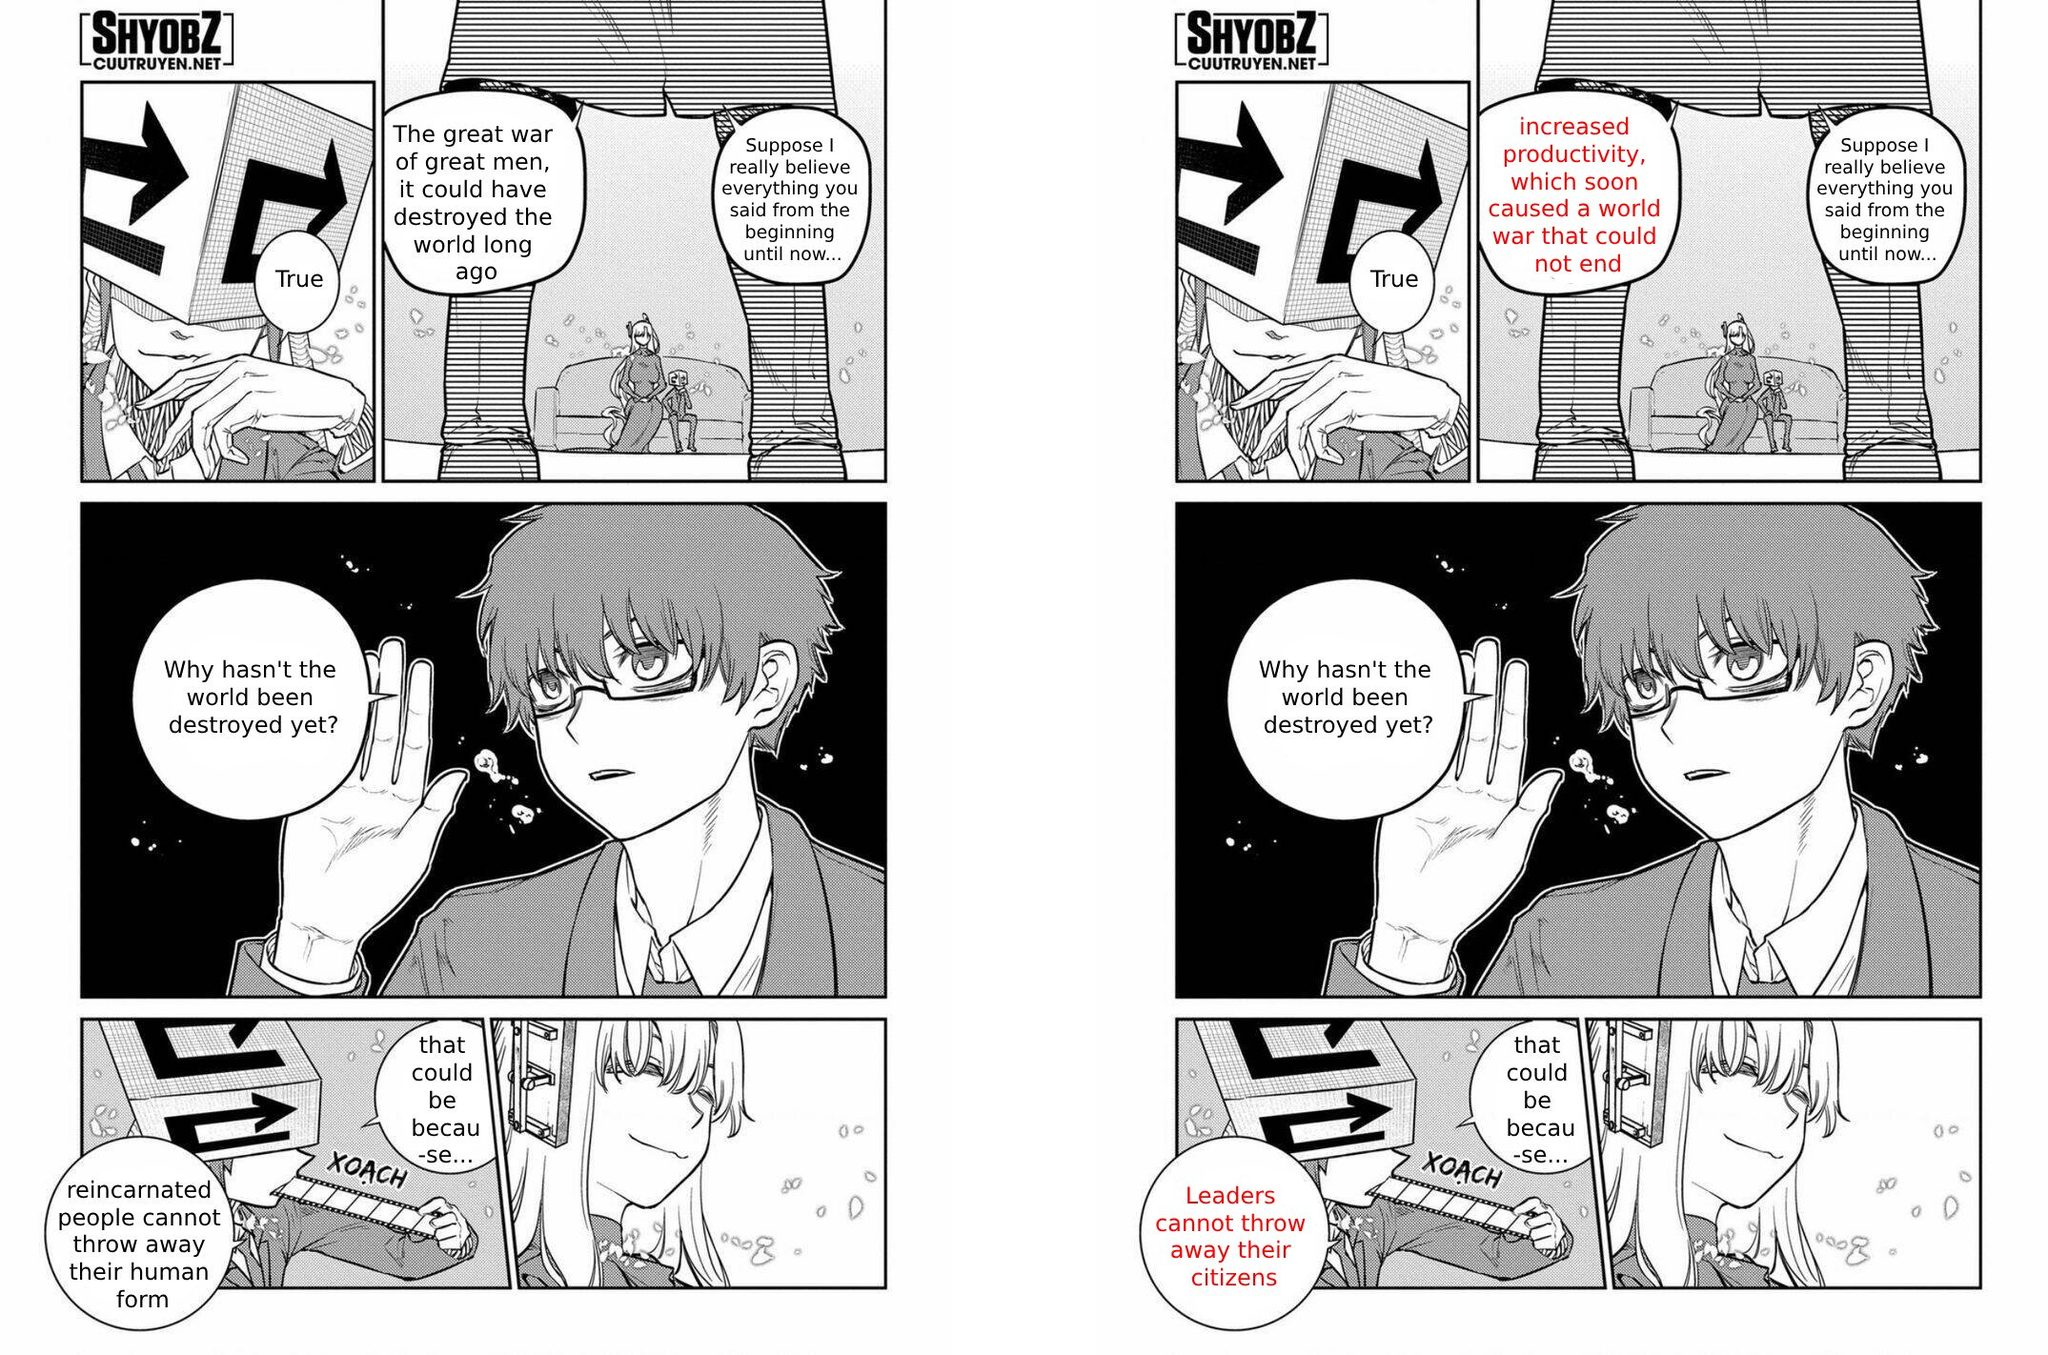 SHYOBZ
CUUTRUYEN.NET
Suppose I
really believe
everything you
said from the
beginning
until now...
The great war
of great men,
it could have
destroyed the
world long
ago
True
Why hasn't the
world been
destroyed yet?
that
could
be
becau
-se...
XOẠCH
reincarnated
people cannot
throw away
their human
form
SHYOBZ
CUUTRUYEN.NET
Suppose I
really believe
everything you
said from the
beginning
until now...
increased
productivity,
which soon
caused a world
war that could
not end
True
Why hasn't the
world been
destroyed yet?
that
could
be
becau
-se...
XOẠCH
Leaders
cannot throw
away their
citizens